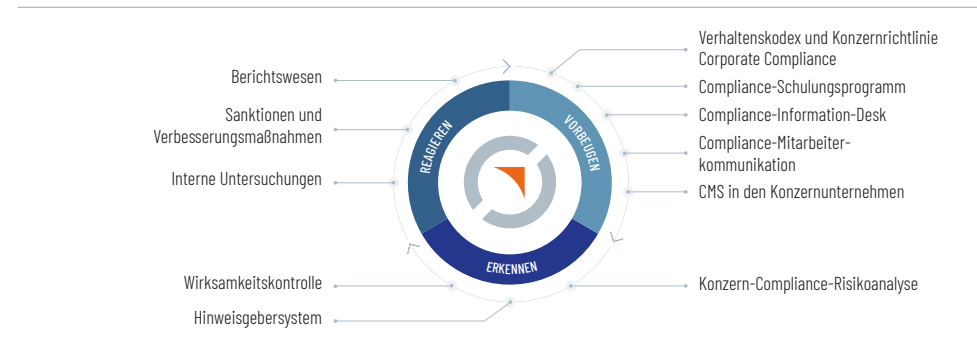 Verhaltenskodex und Konzernrichtlinie
Corporate Compliance
Compliance-Schulungsprogramm
Compliance-Information-Desk
Compliance-Mitarbeiter-
kommunikation
CMS in den Konzernunternehmen
Konzern-Compliance-Risikoanalyse
Berichtswesen
Sanktionen und
Verbesserungsmaßnahmen
Interne Untersuchungen
Wirksamkeitskontrolle
Hinweisgebersystem
REAGIEREN
VORBEUGEN
ERKENNEN